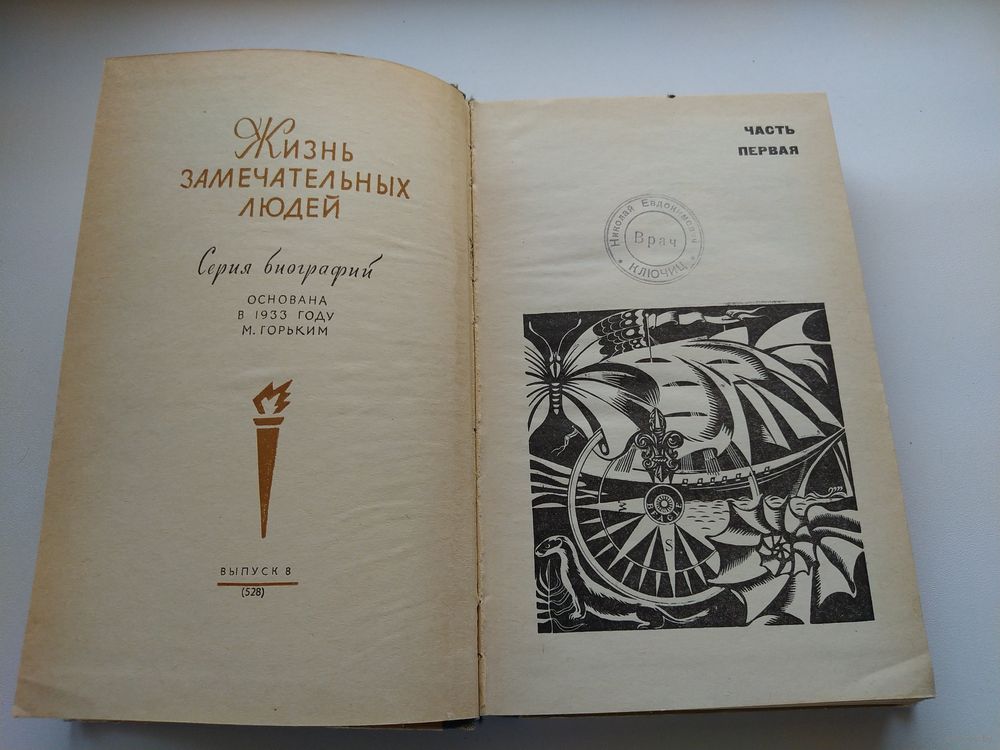 Жизнь
ЗАМЕЧАТЕЛЬНЫХ
ЛЮДЕЙ
Серия биографий
ОСНОВАНА
В 1933 ГОДУ
М. ГОРЬКИМ
ВЫПУСК 8
(528)
ЧАСТЬ
ПЕРВАЯ
Николай Евдокимович
Врач
КЛЮЧИЦ
S